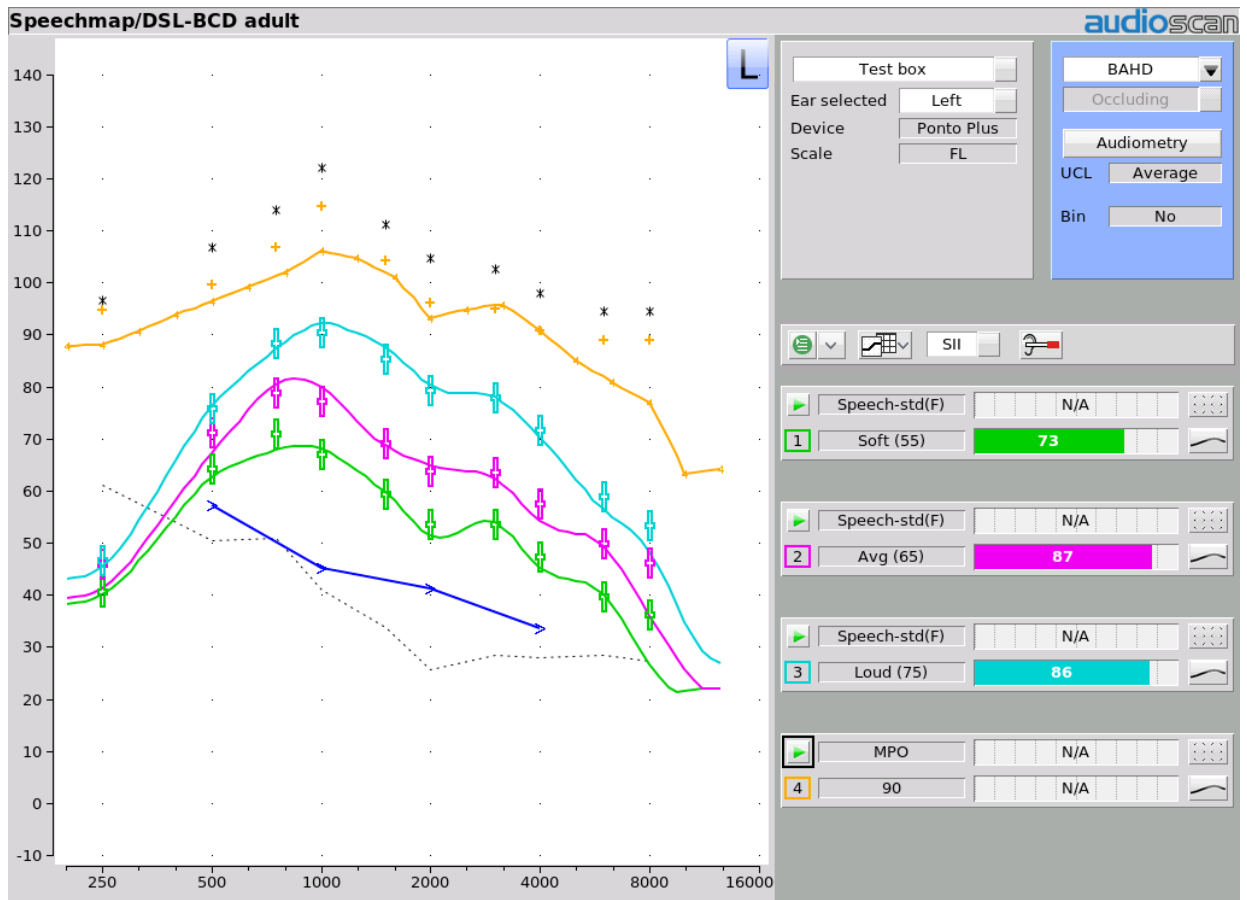 Speechmap/DSL-BCD adult
audioscan
L
140
130
120
110
100
90
80
70
60
50
40
30
20
10
0
-10
250 500 1000 2000 4000 8000 16000
Test box
Ear selected Left
Device Ponto Plus
Scale FL
BAHD
Occluding
Audiometry
UCL Average
Bin No
SII
Speech-std(F) N/A
1 Soft (55) 73
Speech-std(F) N/A
2 Avg (65) 87
Speech-std(F) N/A
3 Loud (75) 86
MPO N/A
4 90 N/A